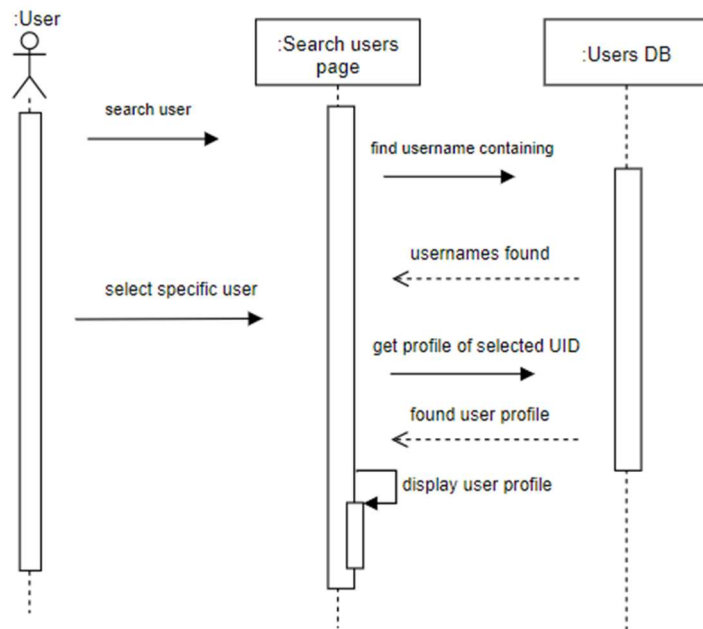 :User
:Search users
page
:Users DB
search user
find username containing
usernames found
select specific user
get profile of selected UID
found user profile
display user profile